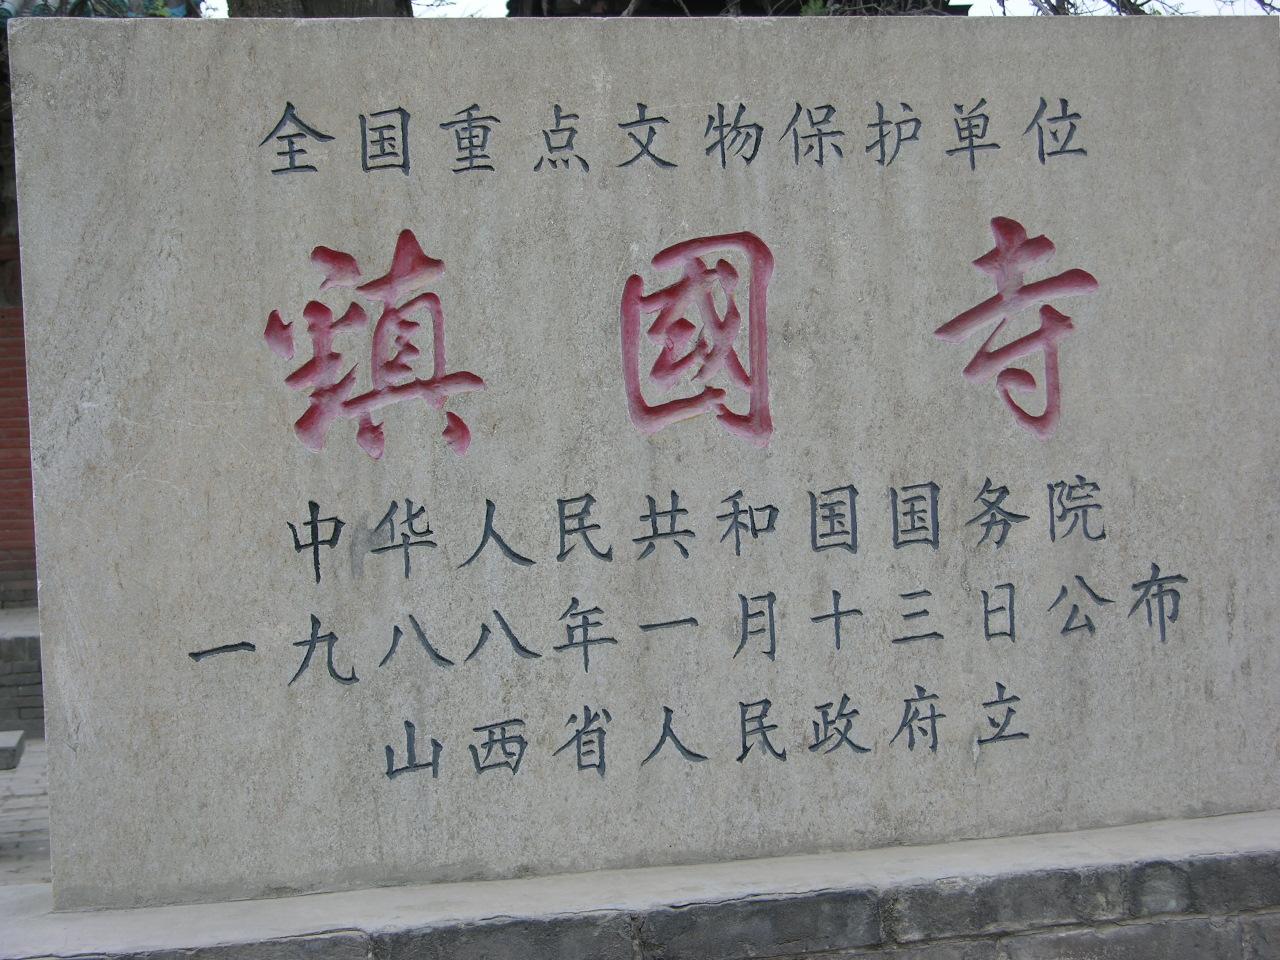 全国重点文物保护单位
鎮國寺
中华人民共和国国务院
一九八八年一月十三日公布
山西省人民政府立